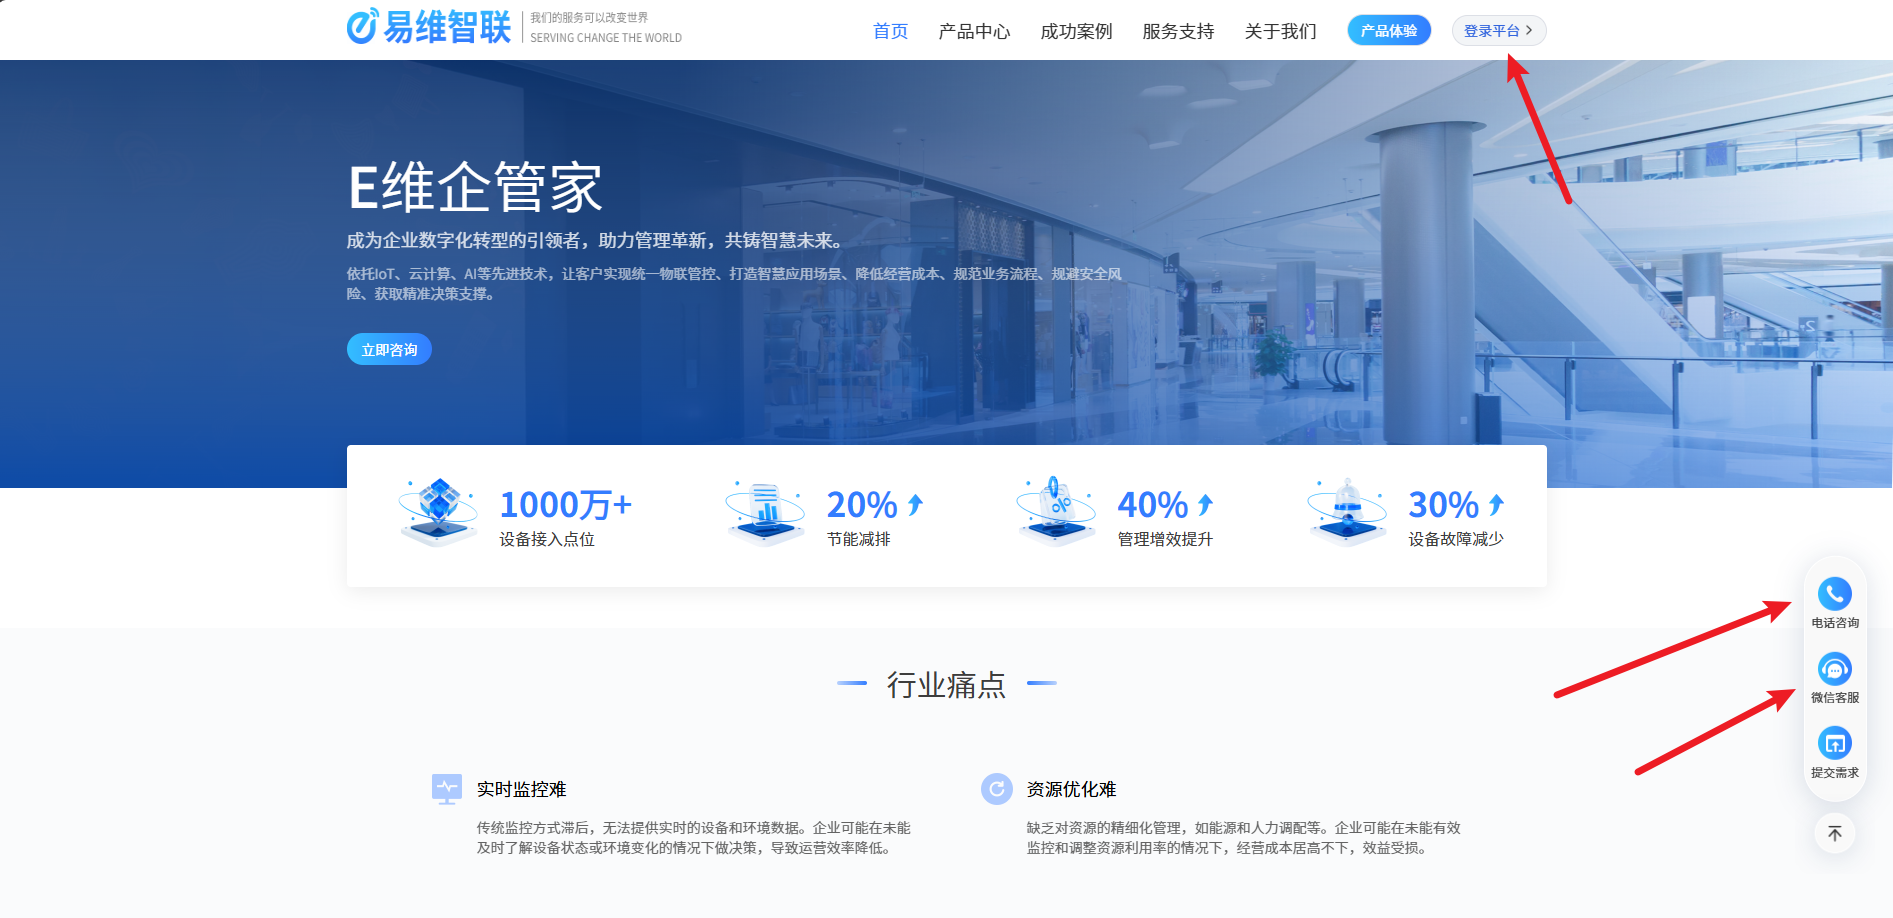 易维智联
我们的服务可以改变世界
SERVING CHANGE THE WORLD
首页
产品中心
成功案例
服务支持
关于我们
产品体验
登录平台
E维企管家
成为企业数字化转型的引领者，助力管理革新，共铸智慧未来。
依托IoT、云计算、AI等先进技术，让客户实现统一物联管控、打造智慧应用场景、降低经营成本、规范业务流程、规避安全风
险、获取精准决策支撑。
立即咨询
1000万+
设备接入点位
20%
节能减排
40%
管理增效提升
30%
设备故障减少
电话咨询
微信客服
提交需求
行业痛点
实时监控难
传统监控方式滞后，无法提供实时的设备和环境数据。企业可能在未能
及时了解设备状态或环境变化的情况下做决策，导致运营效率降低。
资源优化难
缺乏对资源的精细化管理，如能源和人力调配等。企业可能在未能有效
监控和调整资源利用率的情况下，经营成本居高不下，效益受损。